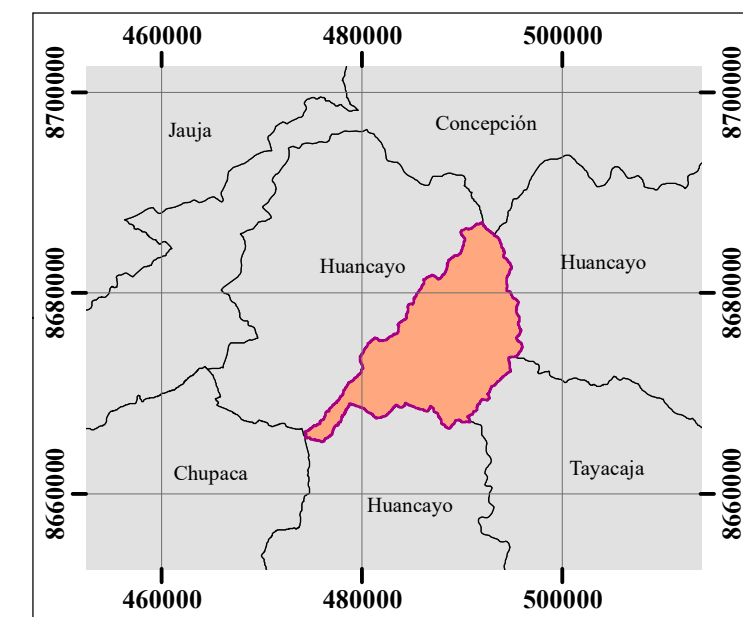 460000 480000 500000
8700000 8700000
Jauja
Concepción
Huancayo
Huancayo
8680000 8680000
Chupaca
Tayacaja
8660000 8660000
Huancayo
460000 480000 500000